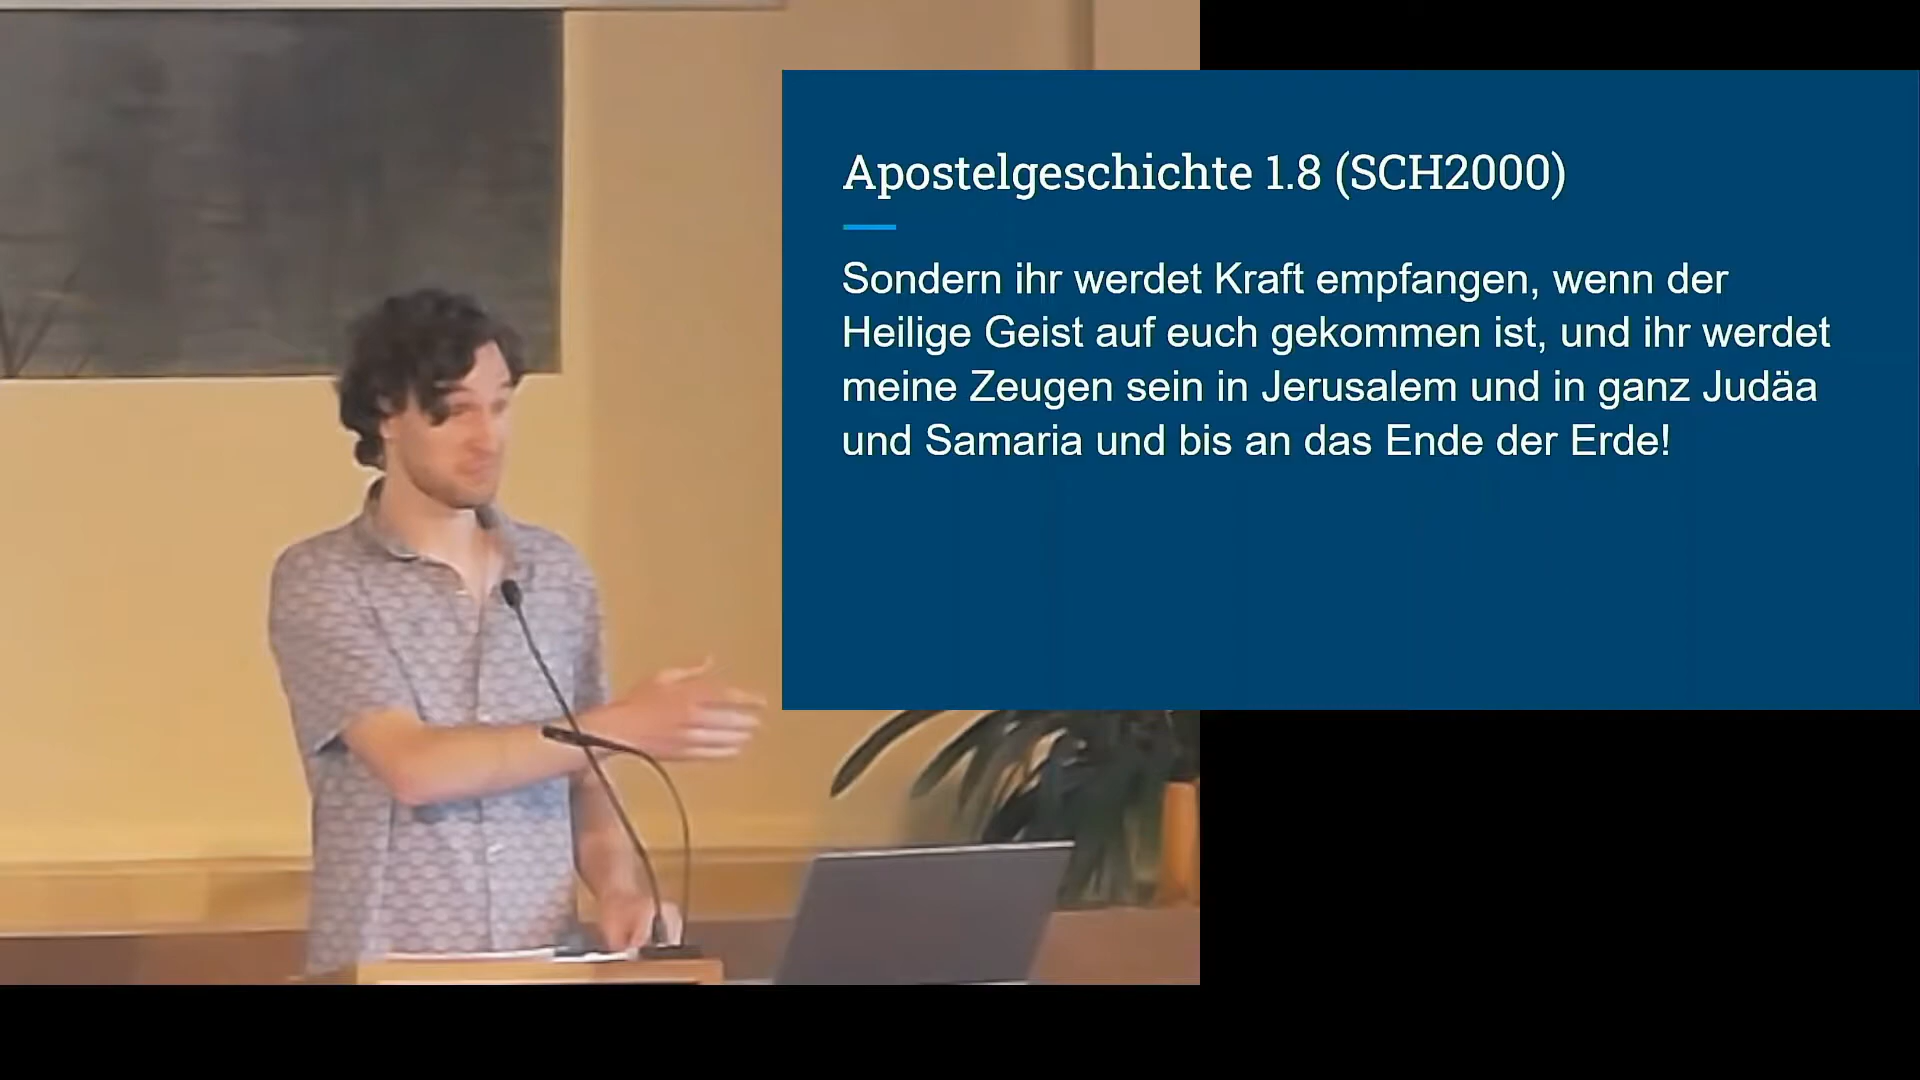 Apostelgeschichte 1.8 (SCH2000)
Sondern ihr werdet Kraft empfangen, wenn der
Heilige Geist auf euch gekommen ist, und ihr werdet
meine Zeugen sein in Jerusalem und in ganz Judäa
und Samaria und bis an das Ende der Erde!